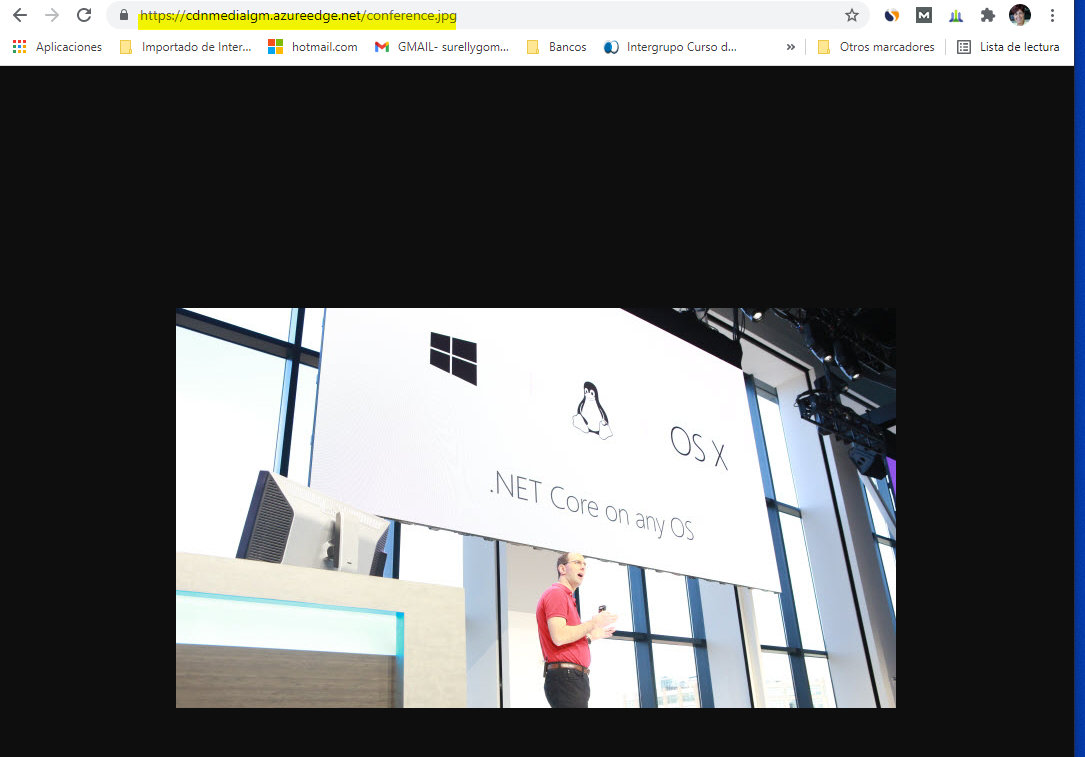 https://cdnmedialgm.azureedge.net/conference.jpg
Aplicaciones Importado de Inter... hotmail.com GMAIL- surellygom... Bancos Intergrupo Curso d... » Otros marcadores Lista de lectura
OS X
.NET Core on any OS